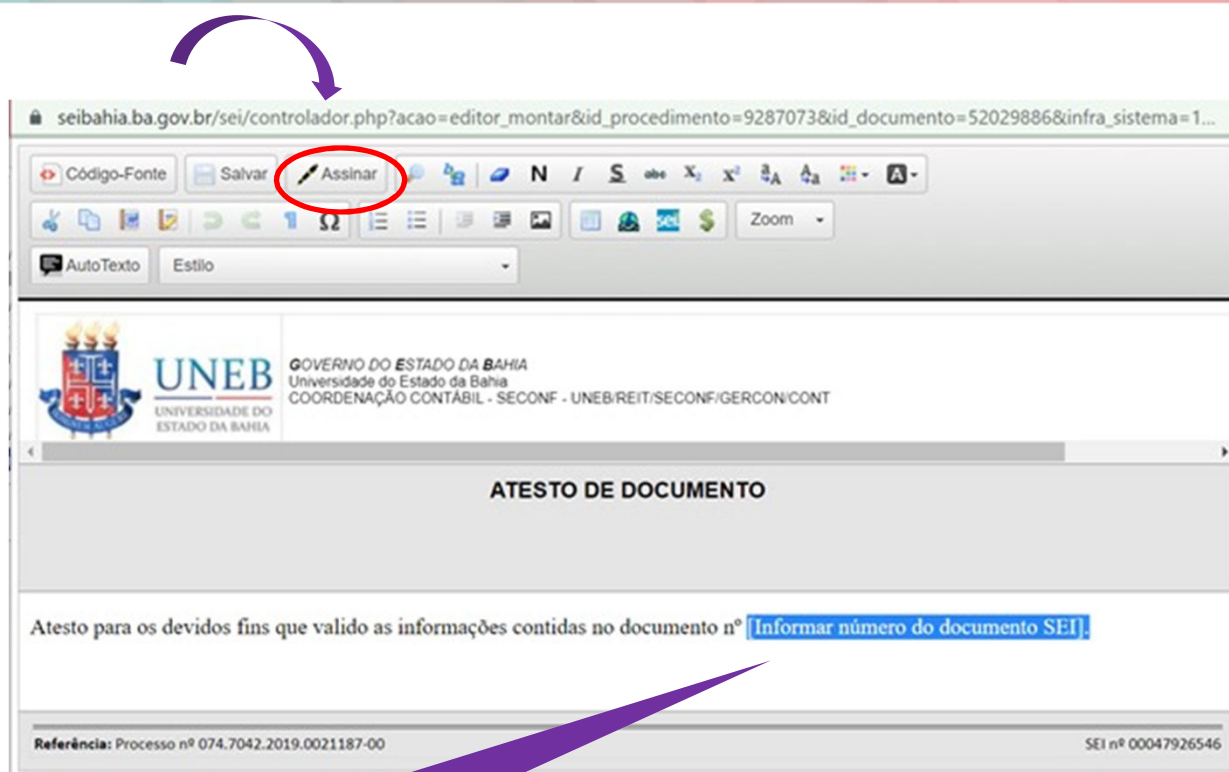 seibahia.ba.gov.br/sei/controlador.php?acao=editor_montar&id_procedimento=9287073&id_documento=52029886&infra_sistema=1...
Código-Fonte Salvar Assinar N I S abc X₂ X²
Ω sei $ Zoom
AutoTexto Estilo
UNEB
UNIVERSIDADE DO
ESTADO DA BAHIA
GOVERNO DO ESTADO DA BAHIA
Universidade do Estado da Bahia
COORDENAÇÃO CONTÁBIL - SECONF - UNEB/REIT/SECONF/GERCON/CONT
ATESTO DE DOCUMENTO
Atesto para os devidos fins que valido as informações contidas no documento nº [Informar número do documento SEI].
Referência: Processo nº 074.7042.2019.0021187-00 SEI nº 00047926546